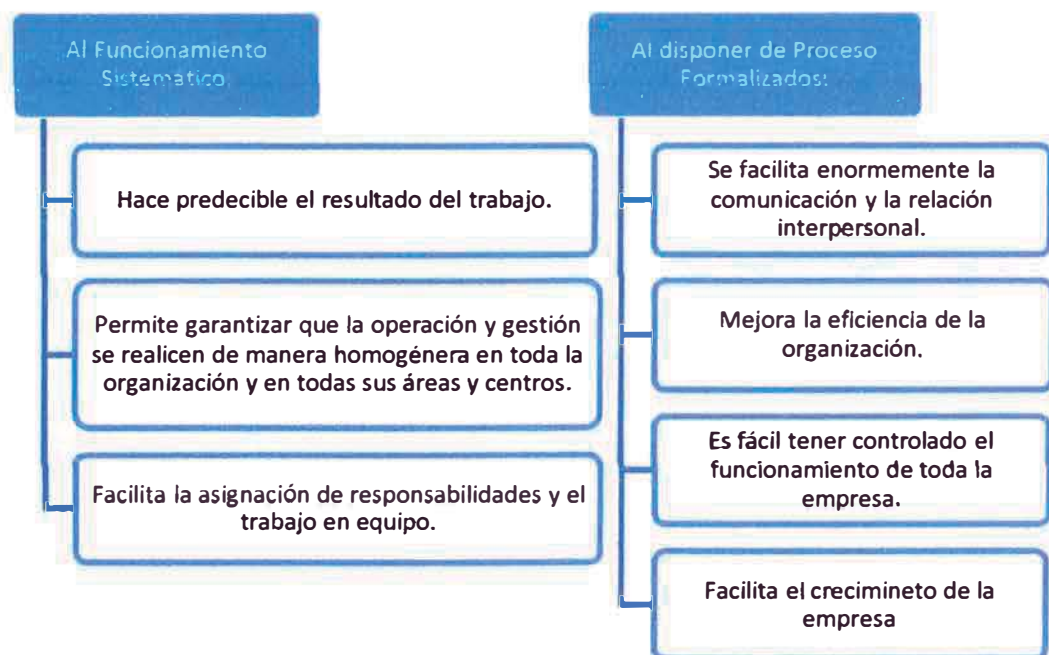 Al Funcionamiento
Sistemático
Hace predecible el resultado del trabajo.
Permite garantizar que la operación y gestión
se realicen de manera homogénera en toda la
organización y en todas sus áreas y centros.
Facilita la asignación de responsabilidades y el
trabajo en equipo.
Al disponer de Proceso
Formalizados:
Se facilita enormemente la
comunicación y la relación
interpersonal.
Mejora la eficiencia de la
organización.
Es fácil tener controlado el
funcionamiento de toda la
empresa.
Facilita el crecimineto de la
empresa